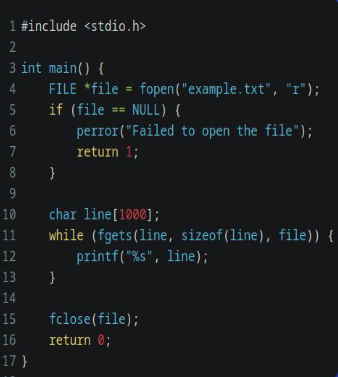 1 #include <stdio.h>
2
3 int main() {
4     FILE *file = fopen("example.txt", "r");
5     if (file == NULL) {
6         perror("Failed to open the file");
7         return 1;
8     }
9
10     char line[1000];
11     while (fgets(line, sizeof(line), file)) {
12         printf("%s", line);
13     }
14
15     fclose(file);
16     return 0;
17 }